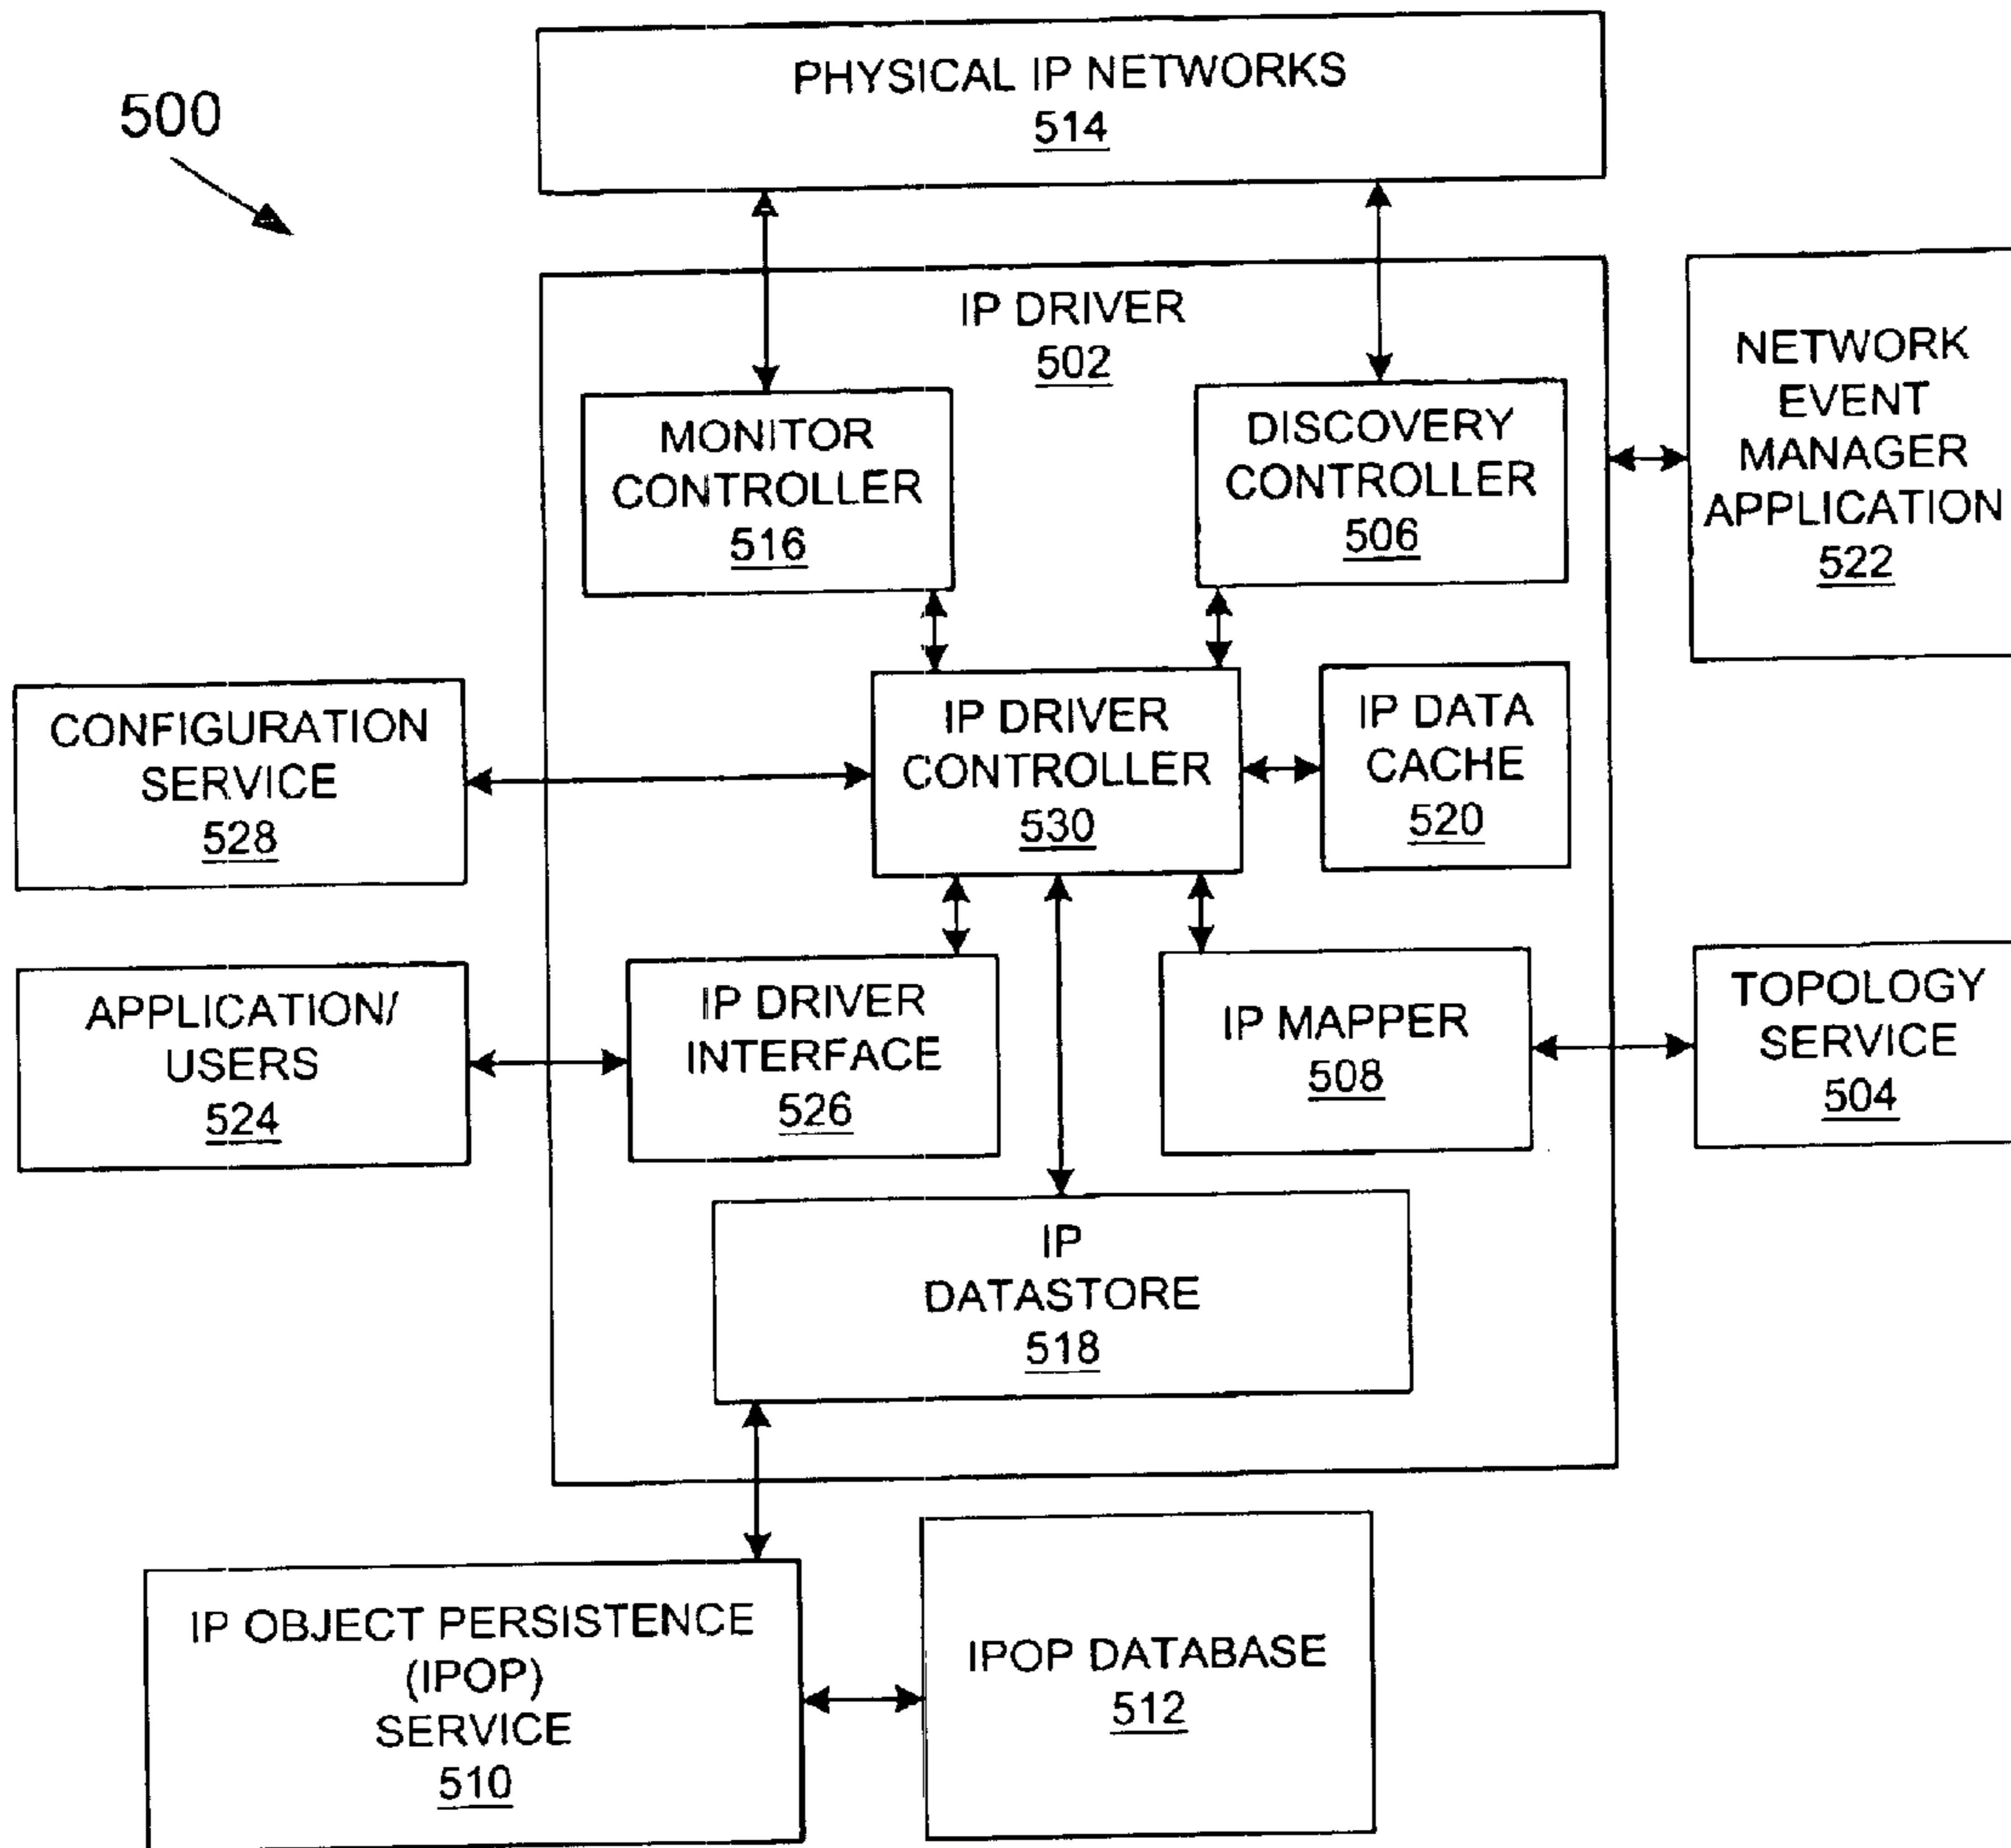 500
PHYSICAL IP NETWORKS
514
IP DRIVER
502
MONITOR
CONTROLLER
516
DISCOVERY
CONTROLLER
506
NETWORK
EVENT
MANAGER
APPLICATION
522
CONFIGURATION
SERVICE
528
IP DRIVER
CONTROLLER
530
IP DATA
CACHE
520
APPLICATION/
USERS
524
IP DRIVER
INTERFACE
526
IP MAPPER
508
TOPOLOGY
SERVICE
504
IP
DATASTORE
518
IP OBJECT PERSISTENCE
(IPOP)
SERVICE
510
IPOP DATABASE
512